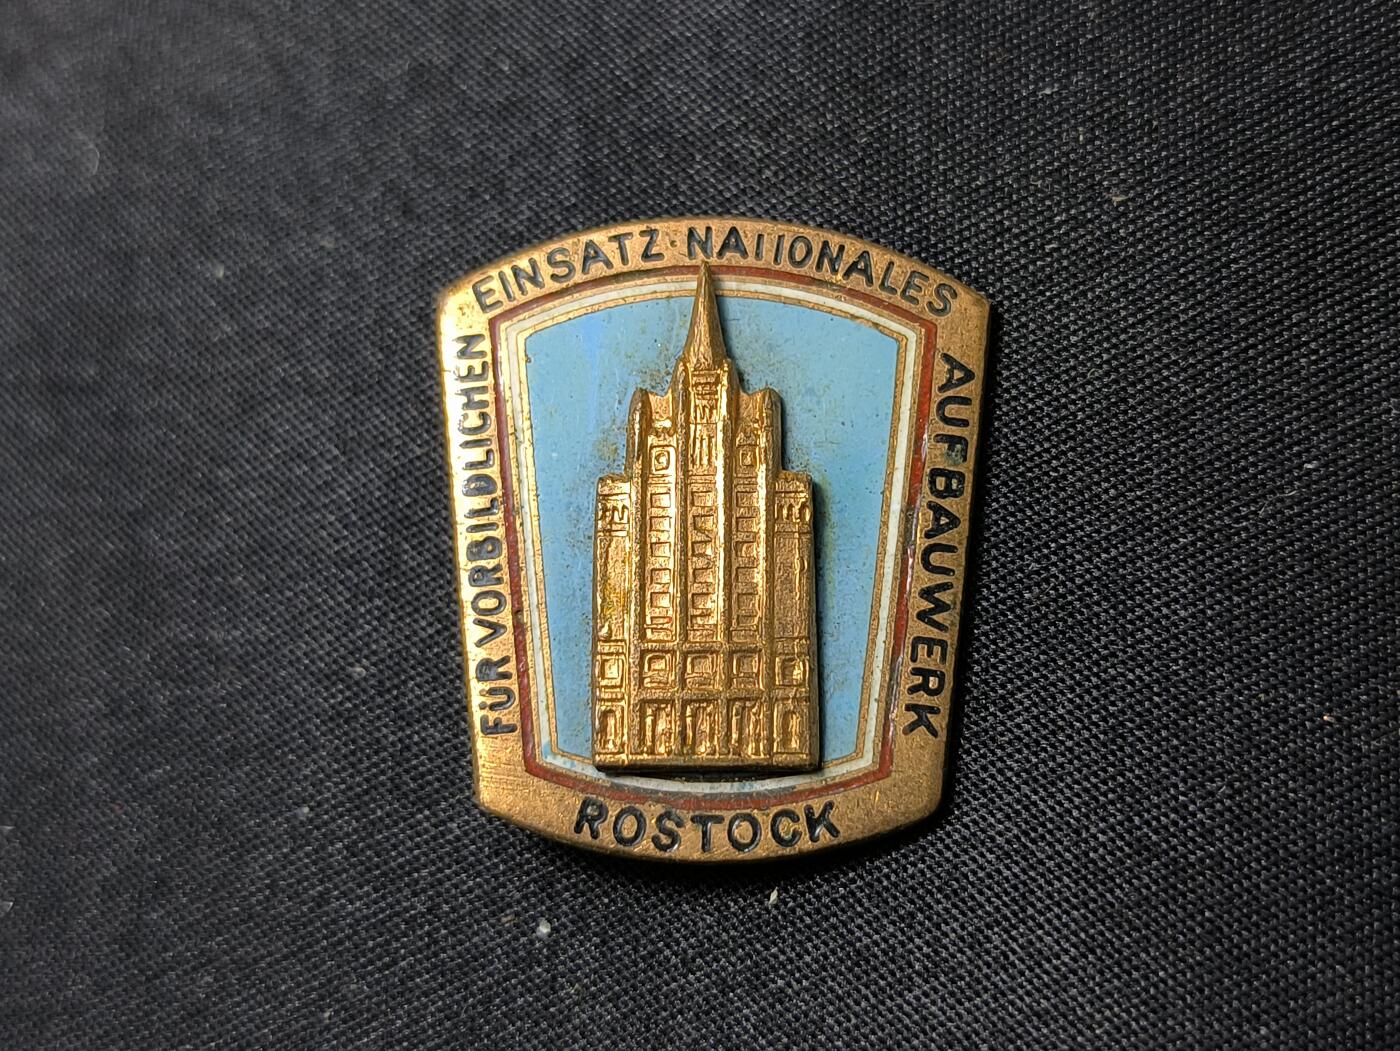 FÜR VORBILDLICHEN
EINSATZ · NATIONALES
AUFBAUWERK
ROSTOCK